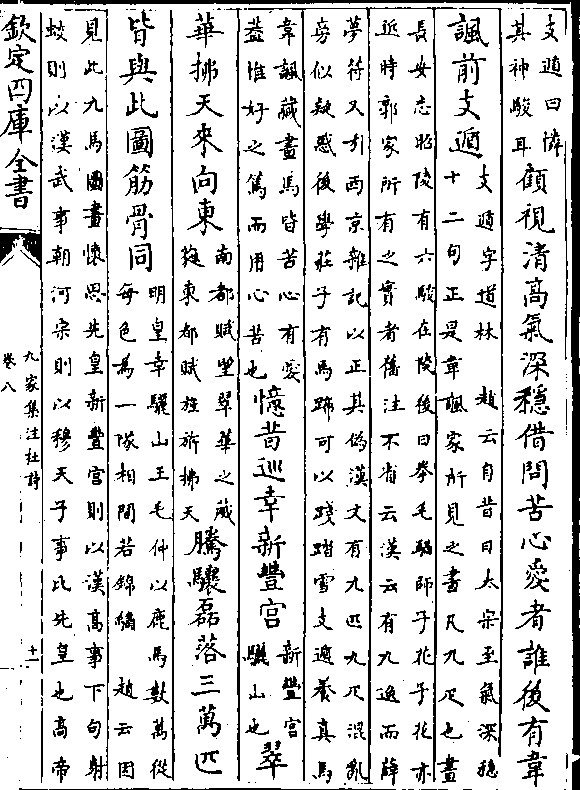 支遁曰憐
其神駿耳
顧視清高氣深穩借問苦心愛者誰後有韋
諷前支遁
支遁字道林 趙云自昔日太宗至氣深穩
十二句正是韋諷家所見之畫凡九疋也畫
長安志昭陵有六駿在陵後曰拳毛騧師子花子花亦
近時郭家所有之實者舊注不省云漢云有九逸而薛
夢符又引西京雜記以正其偽漢文有九匹九疋混亂
旁似疑惑後學莊子有馬蹄可以踐踏雪支遁養真馬
韋諷藏畫馬皆苦心有愛
蓋惟好之篤而用心苦也
憶昔巡幸新豐宮
新豐宮
驪山也
翠
華拂天來向東
南都賦望翠華之葳
蕤東都賦旌旂拂天
騰驤磊落三萬匹
皆與此圖筋骨同
明皇幸驪山王毛仲以廐馬數萬從
每色為一隊相間若錦繡 趙云因
見此九馬圖畫懷思先皇新豐宮則以漢高事下句射
蛟則以漢武事朝河宗則以穆天子事比先皇也高帝
欽定四庫全書
九家集注杜詩
卷八
十一